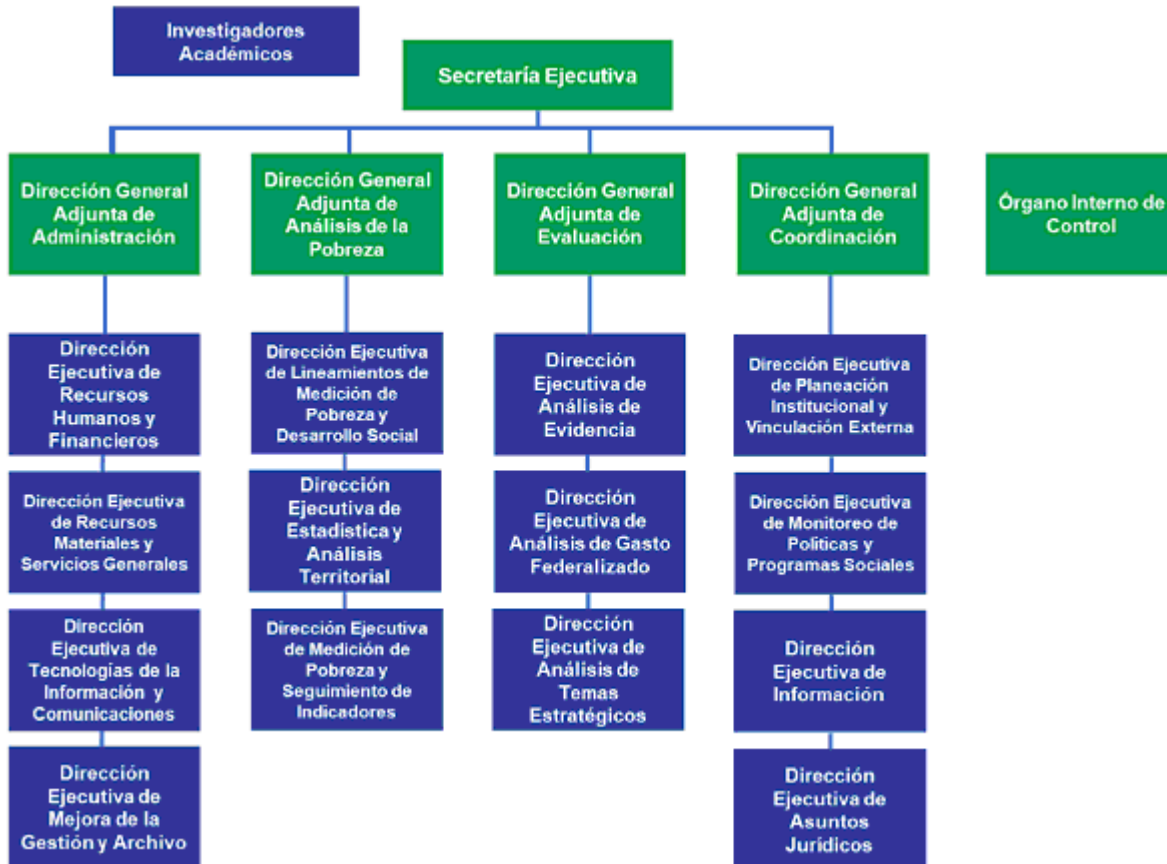 Investigadores
Académicos
Secretaría Ejecutiva
Dirección General
Adjunta de
Administración
Dirección General
Adjunta de
Análisis de la
Pobreza
Dirección General
Adjunta de
Evaluación
Dirección General
Adjunta de
Coordinación
Órgano Interno de
Control
Dirección
Ejecutiva de
Recursos
Humanos y
Financieros
Dirección Ejecutiva
de Lineamientos de
Medición de
Pobreza y
Desarrollo Social
Dirección
Ejecutiva de
Análisis de
Evidencia
Dirección Ejecutiva
de Planeación
Institucional y
Vinculación Externa
Dirección Ejecutiva
de Recursos
Materiales y
Servicios Generales
Dirección
Ejecutiva de
Estadística y
Análisis
Territorial
Dirección
Ejecutiva de
Análisis de Gasto
Federalizado
Dirección Ejecutiva
de Monitoreo de
Políticas y
Programas Sociales
Dirección
Ejecutiva de
Tecnologías de la
Información y
Comunicaciones
Dirección Ejecutiva
de Medición de
Pobreza y
Seguimiento de
Indicadores
Dirección
Ejecutiva de
Análisis de
Temas
Estratégicos
Dirección
Ejecutiva de
Información
Dirección
Ejecutiva de
Mejora de la
Gestión y Archivo
Dirección
Ejecutiva de
Asuntos
Jurídicos